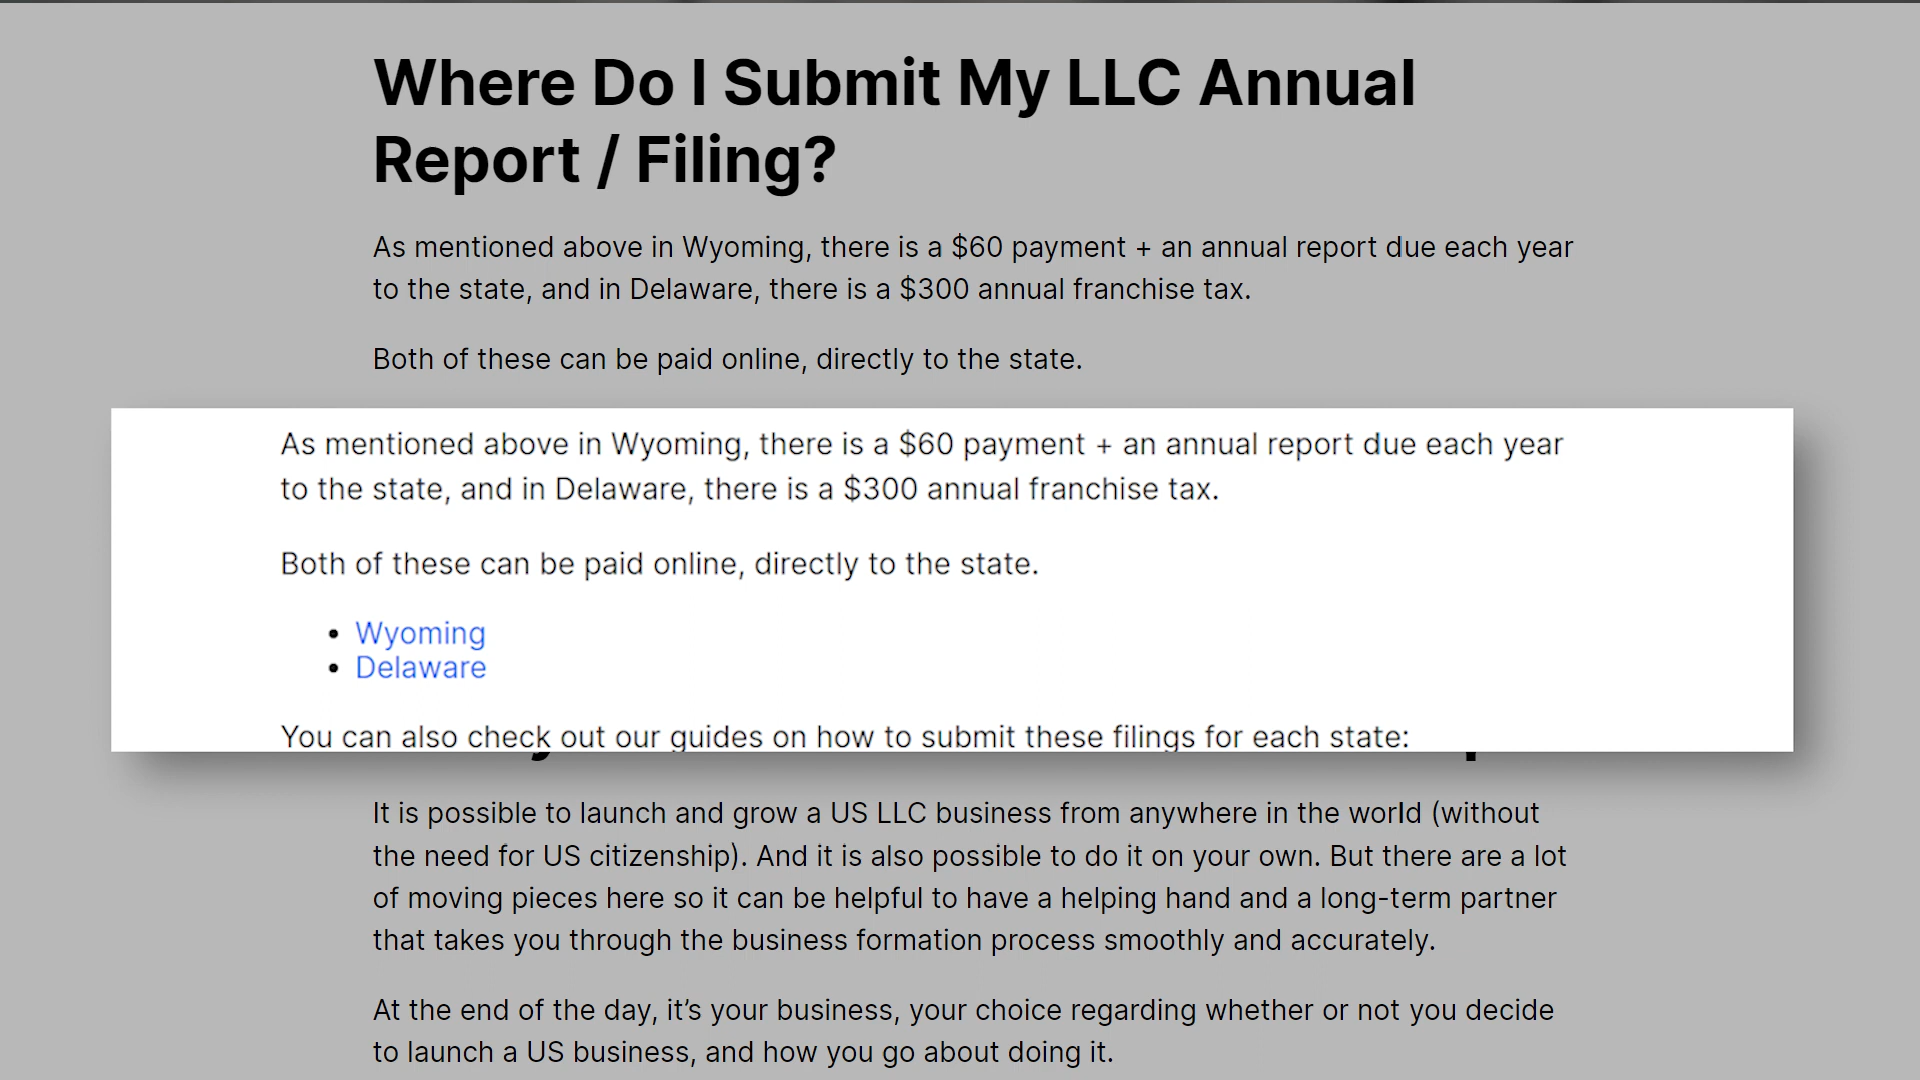 Where Do I Submit My LLC Annual
Report / Filing?
As mentioned above in Wyoming, there is a $60 payment + an annual report due each year
to the state, and in Delaware, there is a $300 annual franchise tax.
Both of these can be paid online, directly to the state.
As mentioned above in Wyoming, there is a $60 payment + an annual report due each year
to the state, and in Delaware, there is a $300 annual franchise tax.
Both of these can be paid online, directly to the state.
• Wyoming
• Delaware
You can also check out our guides on how to submit these filings for each state:
It is possible to launch and grow a US LLC business from anywhere in the world (without
the need for US citizenship). And it is also possible to do it on your own. But there are a lot
of moving pieces here so it can be helpful to have a helping hand and a long-term partner
that takes you through the business formation process smoothly and accurately.
At the end of the day, it’s your business, your choice regarding whether or not you decide
to launch a US business, and how you go about doing it.